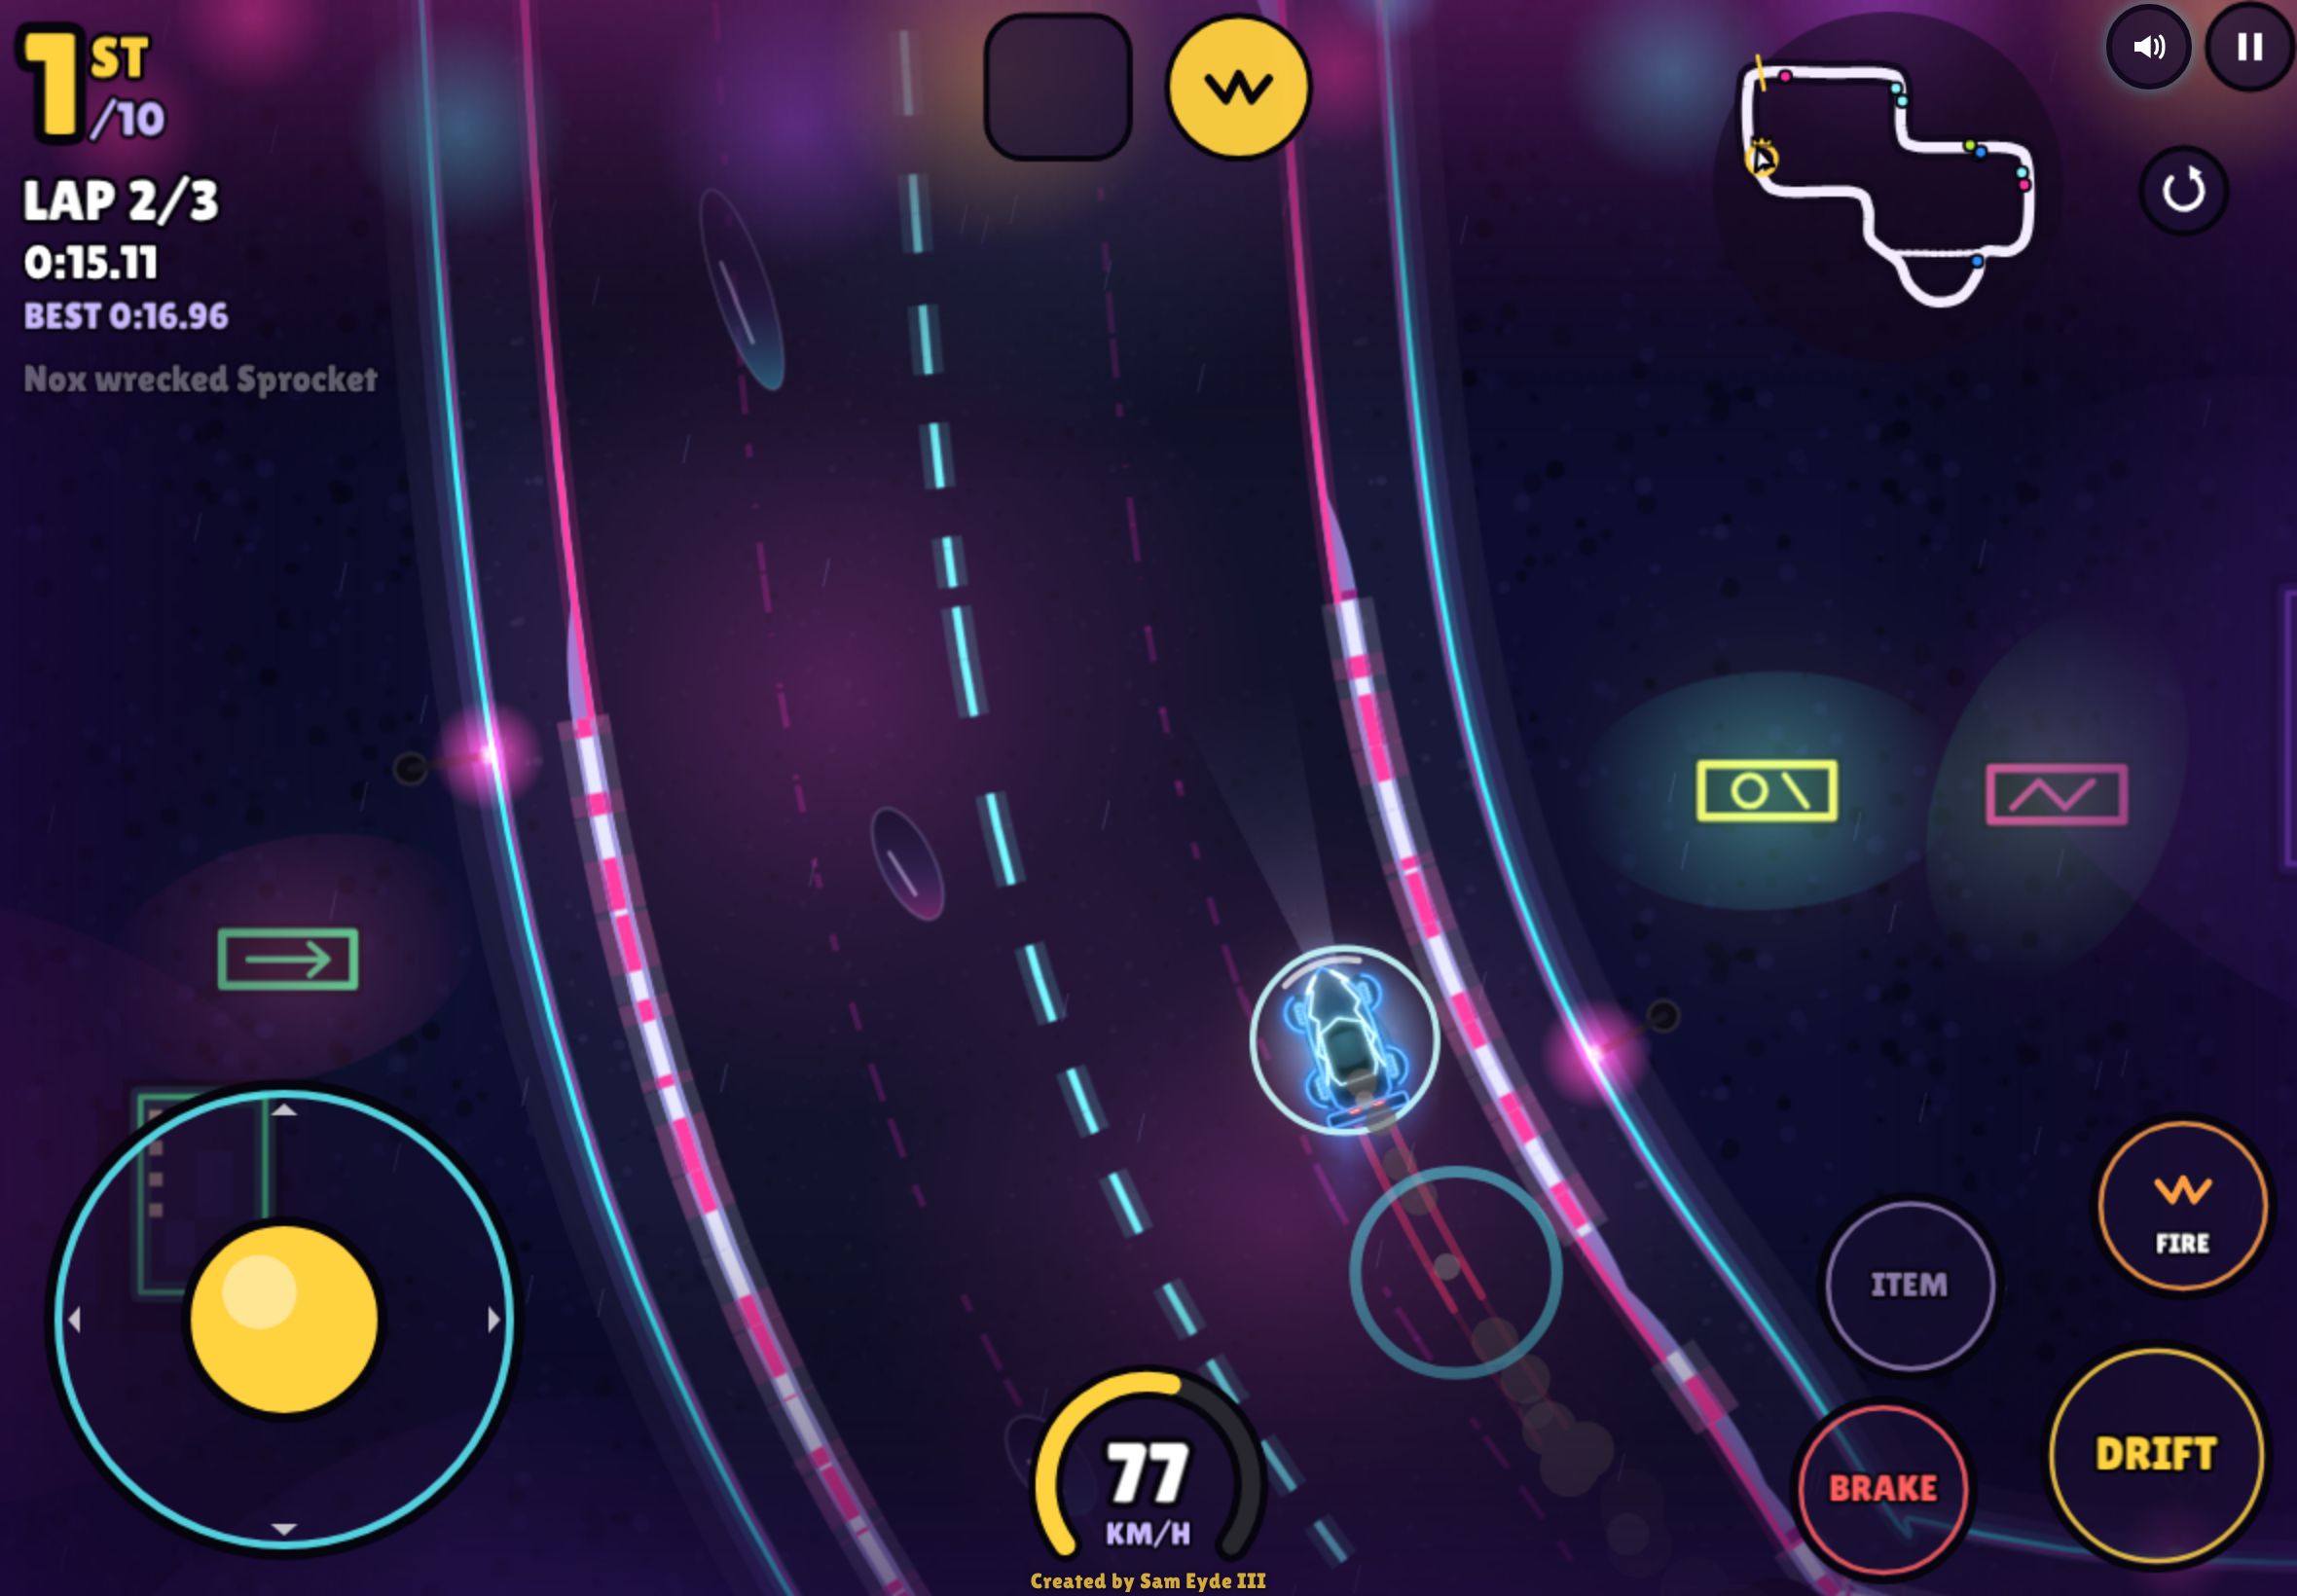 1ST
/10
LAP 2/3
0:15.11
BEST 0:16.96
Nox wrecked Sprocket
FIRE
ITEM
DRIFT
BRAKE
77
KM/H
Created by Sam Eyde III